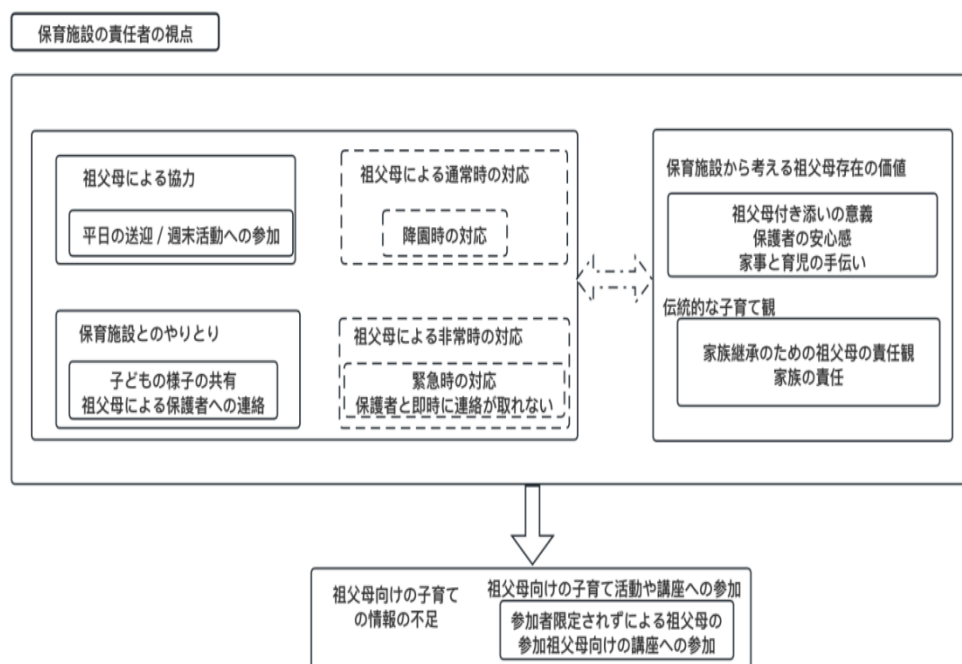 保育施設の責任者の視点
祖父母による協力
平日の送迎 / 週末活動への参加
祖父母による通常時の対応
降園時の対応
保育施設とのやりとり
子どもの様子の共有
祖父母による保護者への連絡
祖父母による非常時の対応
緊急時の対応
保護者と即時に連絡が取れない
保育施設から考える祖父母存在の価値
祖父母付き添いの意義
保護者の安心感
家事と育児の手伝い
伝統的な子育て観
家族継承のための祖父母の責任観
家族の責任
祖父母向けの子育て
の情報の不足
祖父母向けの子育て活動や講座への参加
参加者限定されずによる祖父母の
参加祖父母向けの講座への参加